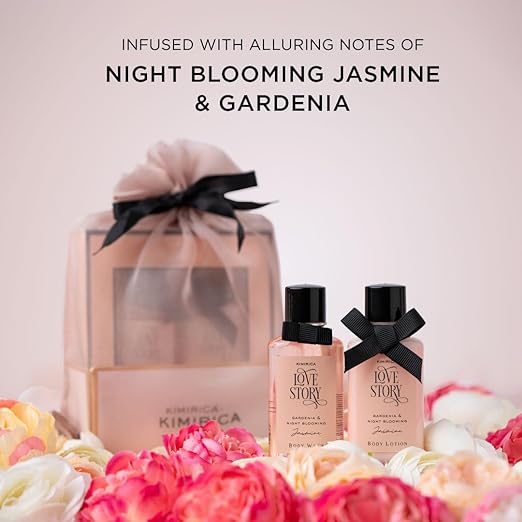 INFUSED WITH ALLURING NOTES OF
NIGHT BLOOMING JASMINE
& GARDENIA
KIMIRICA
KIMIRICA
KIMIRICA
LOVE
STORY
GARDENIA &
NIGHT BLOOMING
Jasmine
BODY WASH
KIMIRICA
LOVE
STORY
GARDENIA &
NIGHT BLOOMING
Jasmine
BODY LOTION